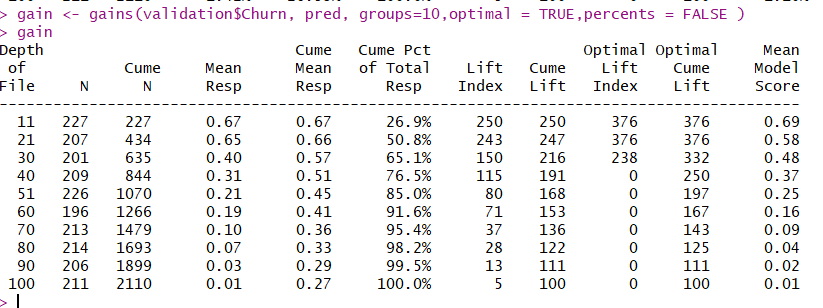 > gain <- gains(validation$Churn, pred, groups=10,optimal = TRUE,percents = FALSE )
> gain
Depth                            Cume   Cume Pct                     Optimal Optimal     Mean
of           Cume     Mean      Mean   of Total    Lift    Cume     Lift    Cume    Model
File     N      N     Resp      Resp      Resp    Index    Lift    Index    Lift    Score
-------------------------------------------------------------------------------------------------
11   227    227     0.67      0.67     26.9%     250     250     376     376     0.69
21   207    434     0.65      0.66     50.8%     243     247     376     376     0.58
30   201    635     0.40      0.57     65.1%     150     216     238     332     0.48
40   209    844     0.31      0.51     76.5%     115     191       0     250     0.37
51   226   1070     0.21      0.45     85.0%      80     168       0     197     0.25
60   196   1266     0.19      0.41     91.6%      71     153       0     167     0.16
70   213   1479     0.10      0.36     95.4%      37     136       0     143     0.09
80   214   1693     0.07      0.33     98.2%      28     122       0     125     0.04
90   206   1899     0.03      0.29     99.5%      13     111       0     111     0.02
100   211   2110     0.01      0.27    100.0%       5     100       0     100     0.01
>